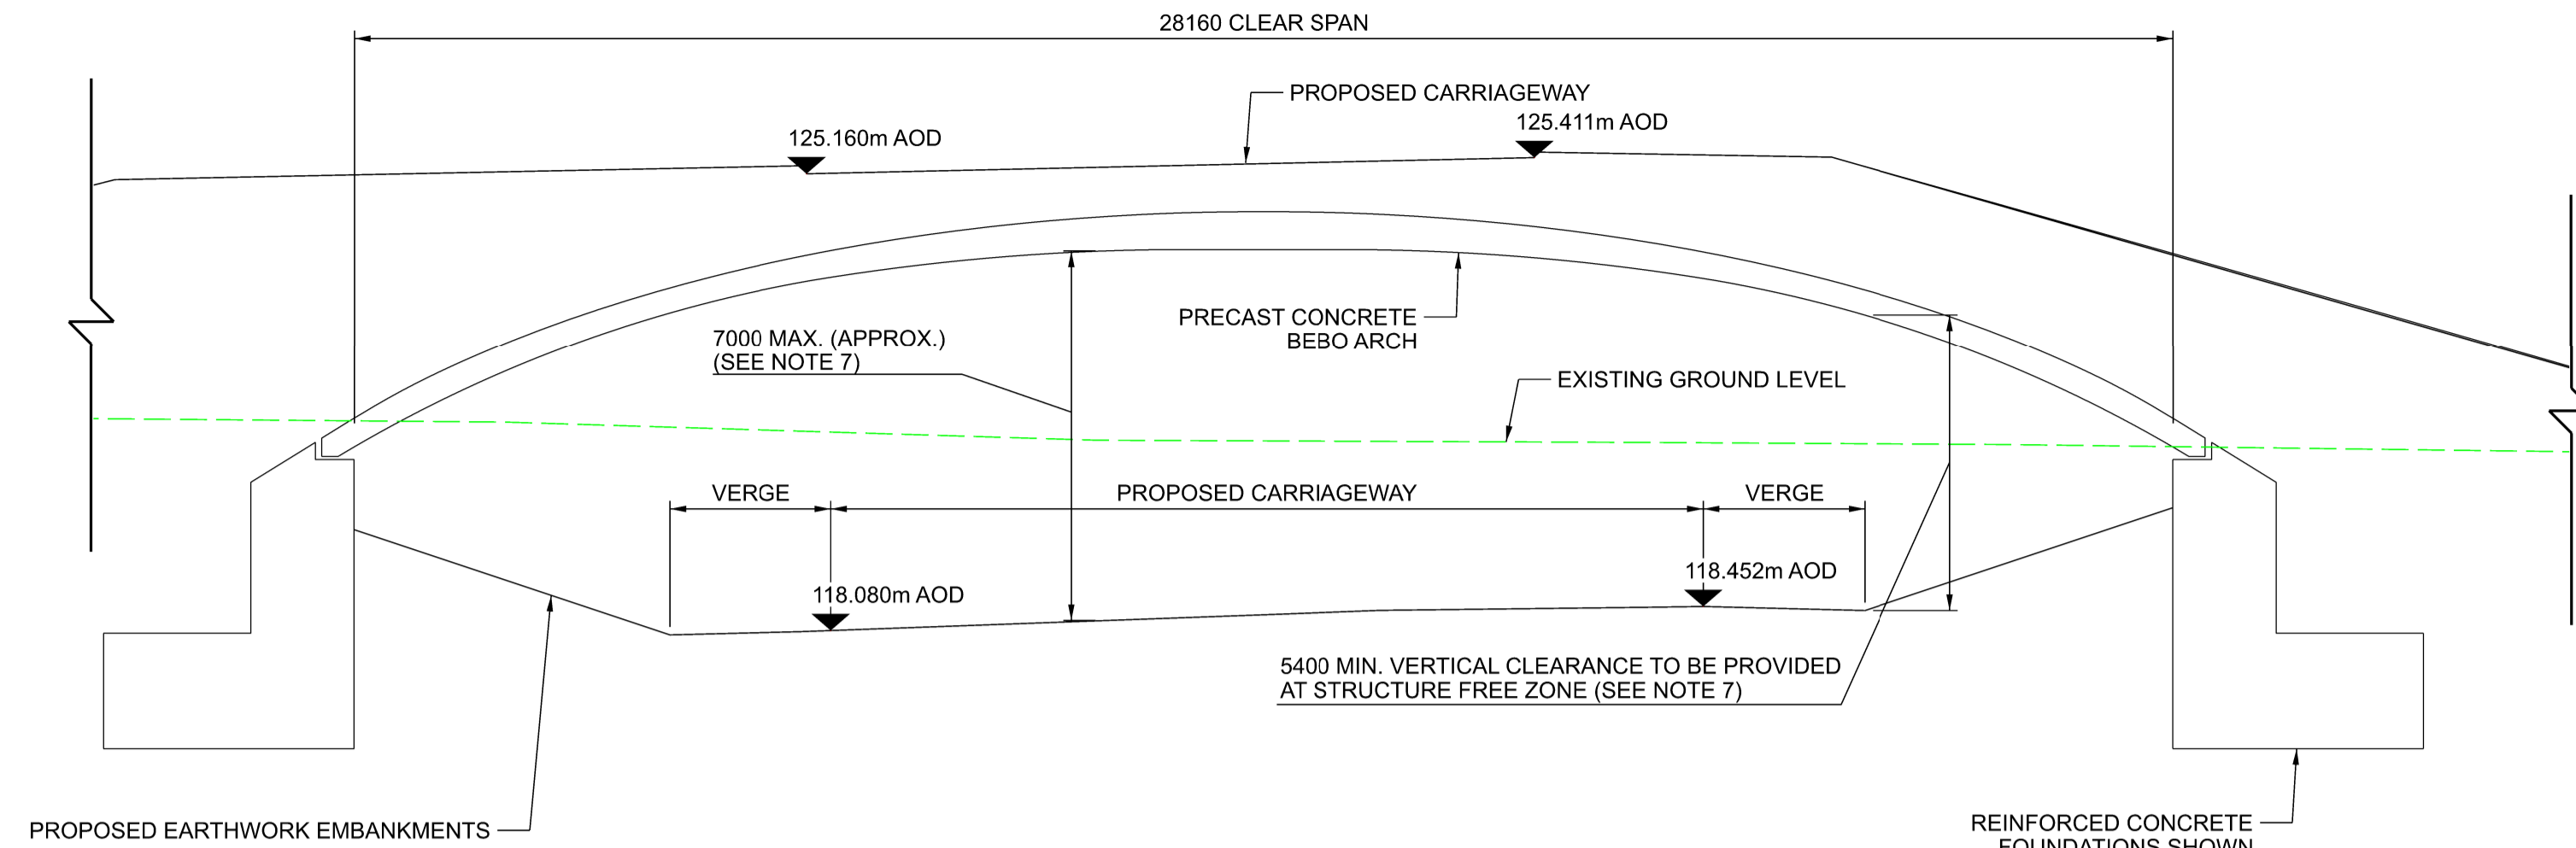 28160 CLEAR SPAN
PROPOSED CARRIAGEWAY
125.160m AOD
125.411m AOD
PRECAST CONCRETE
BEBO ARCH
7000 MAX. (APPROX.)
(SEE NOTE 7)
EXISTING GROUND LEVEL
VERGE
PROPOSED CARRIAGEWAY
VERGE
118.080m AOD
118.452m AOD
5400 MIN. VERTICAL CLEARANCE TO BE PROVIDED
AT STRUCTURE FREE ZONE (SEE NOTE 7)
PROPOSED EARTHWORK EMBANKMENTS
REINFORCED CONCRETE
FOUNDATIONS SHOWN